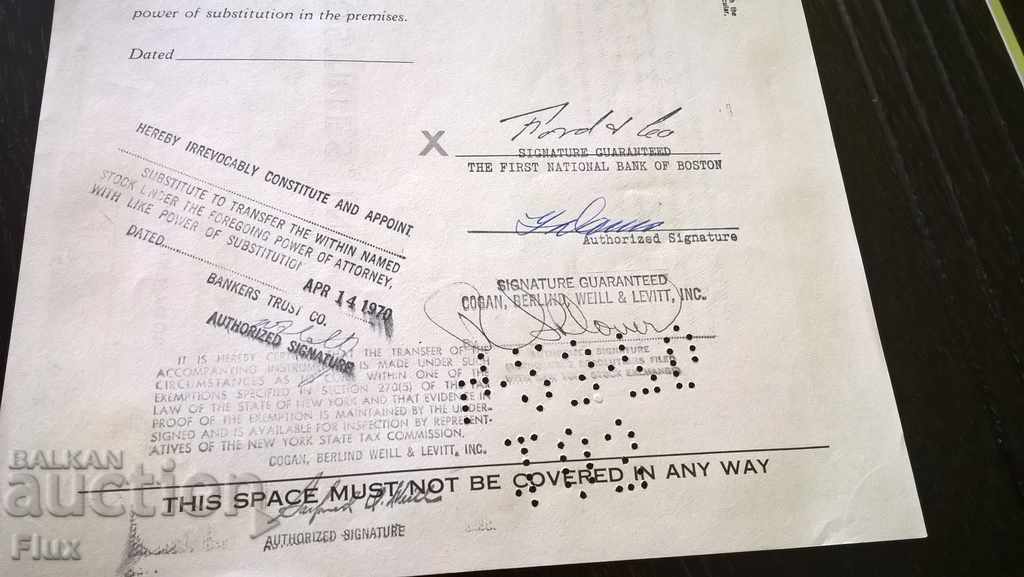 power of substitution in the premises.
Dated
X
SIGNATURE GUARANTEED
THE FIRST NATIONAL BANK OF BOSTON
Authorized Signature
HEREBY IRREVOCABLY CONSTITUTE AND APPOINT
SUBSTITUTE TO TRANSFER THE WITHIN NAMED
STOCK UNDER THE FOREGOING POWER OF ATTORNEY.
WITH LIKE POWER OF SUBSTITUTION
DATED
APR 14 1970
BANKERS TRUST CO.
AUTHORIZED SIGNATURE
SIGNATURE GUARANTEED
COGAN, BERLIND WEILL & LEVITT, INC.
SIGNATURE
IT IS HEREBY THE TRANSFER OF
ACCOMPANYING IS MADE UNDER SUCH
CIRCUMSTANCES AS WITHIN ONE OF THE
EXEMPTIONS SPECIFIED IN SECTION 270(5) OF THE TAX
LAW OF THE STATE OF NEW YORK AND THAT EVIDENCE IN
PROOF OF THE EXEMPTION IS MAINTAINED BY THE UNDER-
SIGNED AND IS AVAILABLE FOR INSPECTION BY REPRESENT-
ATIVES OF THE NEW YORK STATE TAX COMMISSION.
COGAN, BERLIND WEILL & LEVITT, INC.
THIS SPACE MUST NOT BE COVERED IN ANY WAY
AUTHORIZED SIGNATURE
BALKAN
auction
Flux